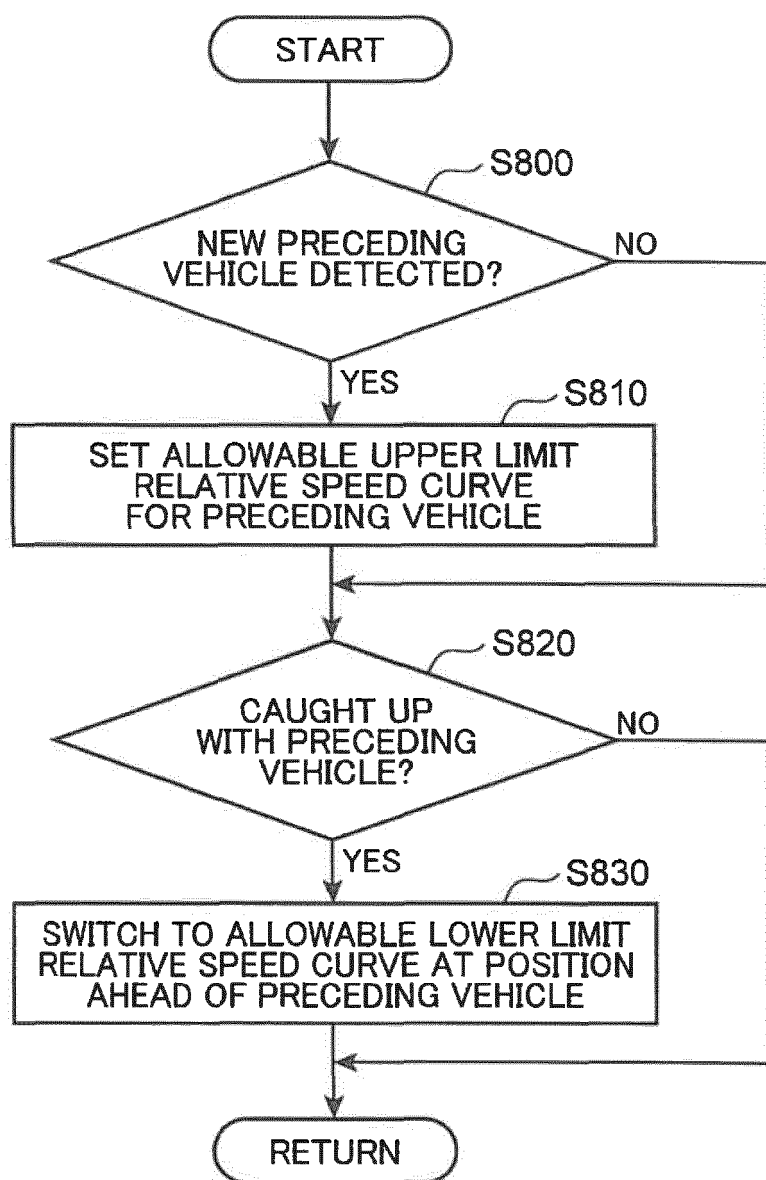 START
S800
NEW PRECEDING
VEHICLE DETECTED?
NO
YES
S810
SET ALLOWABLE UPPER LIMIT
RELATIVE SPEED CURVE
FOR PRECEDING VEHICLE
S820
CAUGHT UP
WITH PRECEDING
VEHICLE?
NO
YES
S830
SWITCH TO ALLOWABLE LOWER LIMIT
RELATIVE SPEED CURVE AT POSITION
AHEAD OF PRECEDING VEHICLE
RETURN